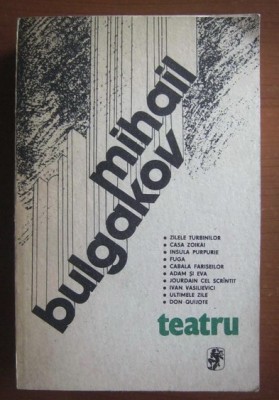 mihail
bulgakov
• ZILELE TURBINILOR
• CASA ZOIKĂI
• INSULA PURPURIE
• FUGA
• CABALA FARISEILOR
• ADAM ȘI EVA
• JOURDAIN CEL SCRÎNTIT
• IVAN VASILIEVICI
• ULTIMELE ZILE
• DON QUIJOTE
teatru